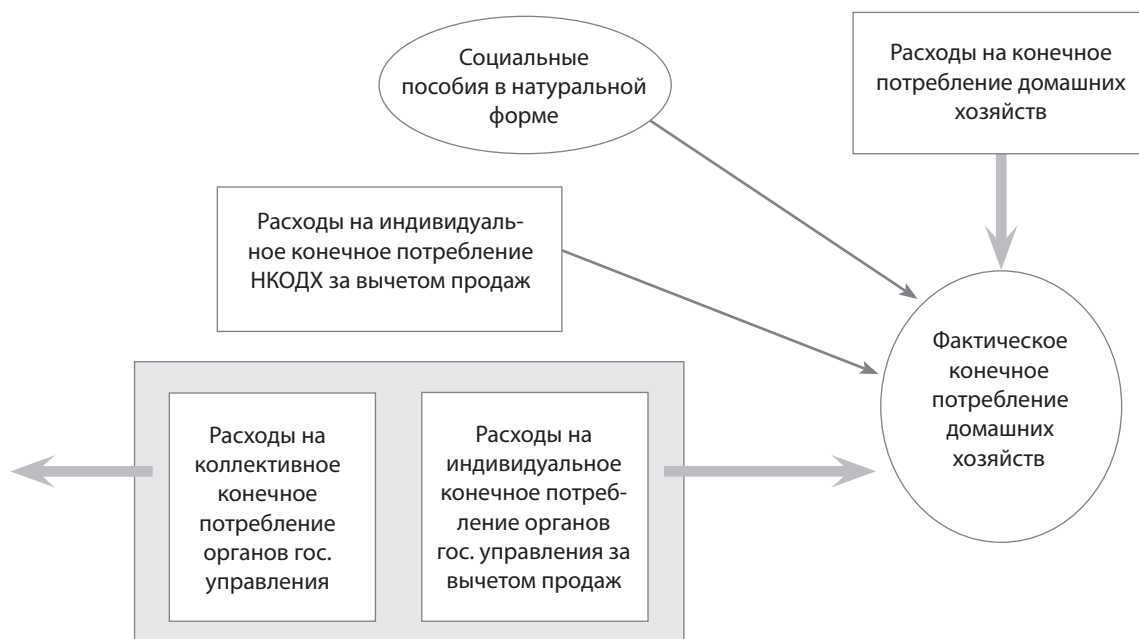 Социальные
пособия в натуральной
форме
Расходы на конечное
потребление домашних
хозяйств
Расходы на индивидуаль-
ное конечное потребление
НКОДХ за вычетом продаж
Фактическое
конечное
потребление
домашних
хозяйств
Расходы на
коллективное
конечное
потребление
органов гос.
управления
Расходы на
индивидуальное
конечное потреб-
ление органов
гос. управления за
вычетом продаж